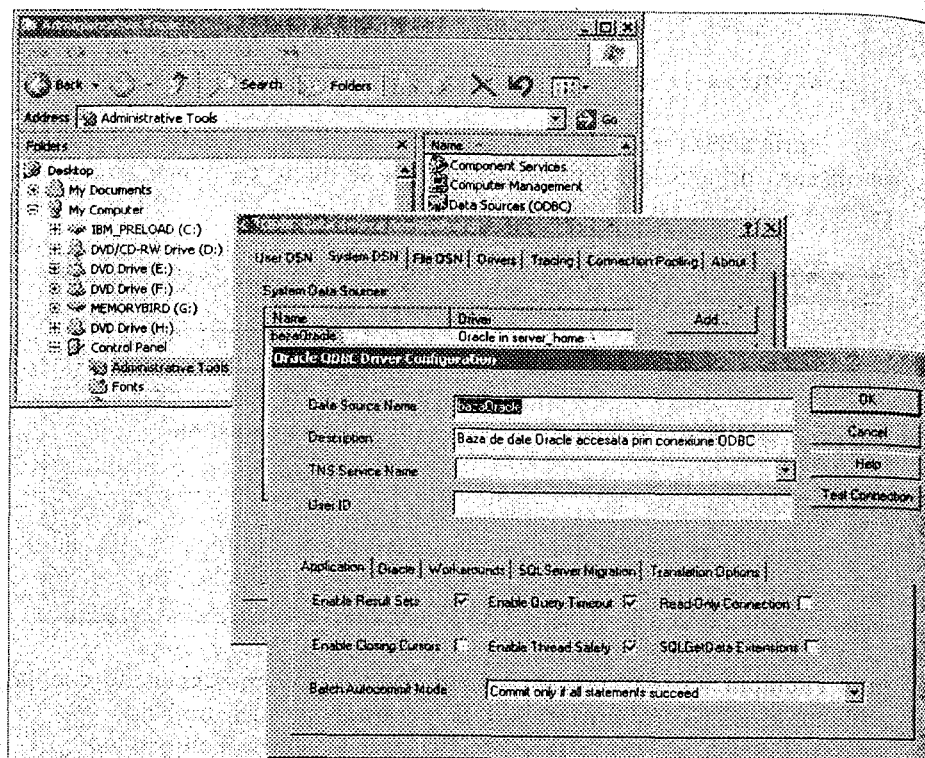 Back Search Folders
Address Administrative Tools Go
Folders
Desktop
My Documents
My Computer
IBM_PRELOAD (C:)
DVD/CD-RW Drive (D:)
DVD Drive (E:)
DVD Drive (F:)
MEMORYBIRD (G:)
DVD Drive (H:)
Control Panel
Administrative Tools
Fonts
Name
Component Services
Computer Management
Data Sources (ODBC)
User DSN System DSN File DSN Drivers Tracing Connection Pooling About
System Data Sources:
Name Driver Add...
bazaOracle Oracle in server_home
Oracle ODBC Driver Configuration
Data Source Name bazaOracle OK
Description Baza de date Oracle accesata prin conexiune ODBC Cancel
TNS Service Name Help
User ID Test Connection
Application Oracle Workarounds SQL Server Migration Translation Options
Enable Result Sets Enable Query Timeout Read-Only Connection
Enable Closing Cursors Enable Thread Safety SQLGetData Extensions
Batch Autocommit Mode Commit only if all statements succeed